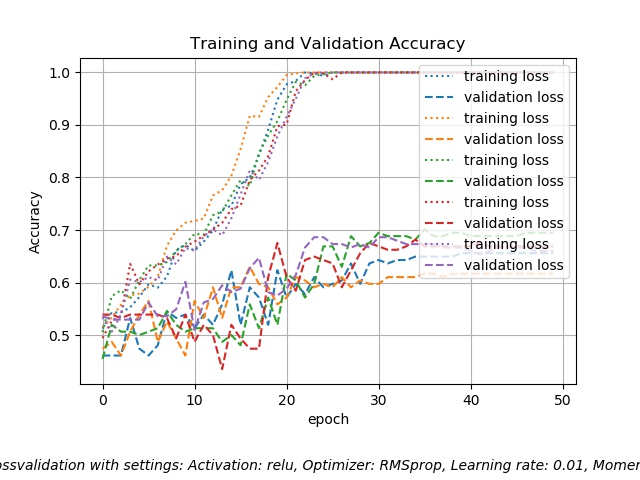 Training and Validation Accuracy
1.0
0.9
0.8
0.7
0.6
0.5
Accuracy
training loss
validation loss
training loss
validation loss
training loss
validation loss
training loss
validation loss
training loss
validation loss
0 10 20 30 40 50
epoch
ossvalidation with settings: Activation: relu, Optimizer: RMSprop, Learning rate: 0.01, Momen